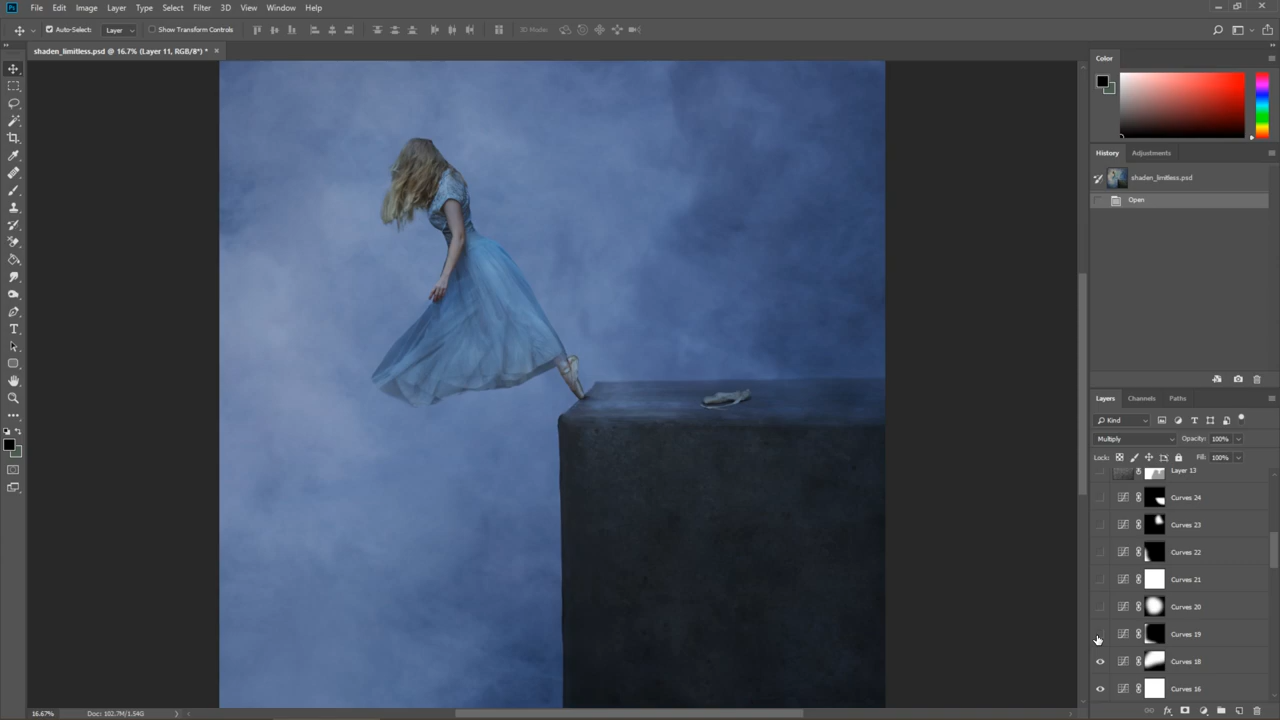 Ps File Edit Image Layer Type Select Filter 3D View Window Help
Auto-Select: Layer Show Transform Controls 3D Mode:
shaden_limitless.psd @ 16.7% (Layer 11, RGB/8*) * ×
Color
History Adjustments
shaden_limitless.psd
Open
Layers Channels Paths
Kind
Multiply Opacity: 100%
Lock: Fill: 100%
Layer 13
Curves 24
Curves 23
Curves 22
Curves 21
Curves 20
Curves 19
Curves 18
Curves 16
16.67% Doc: 102.7M/1.54G